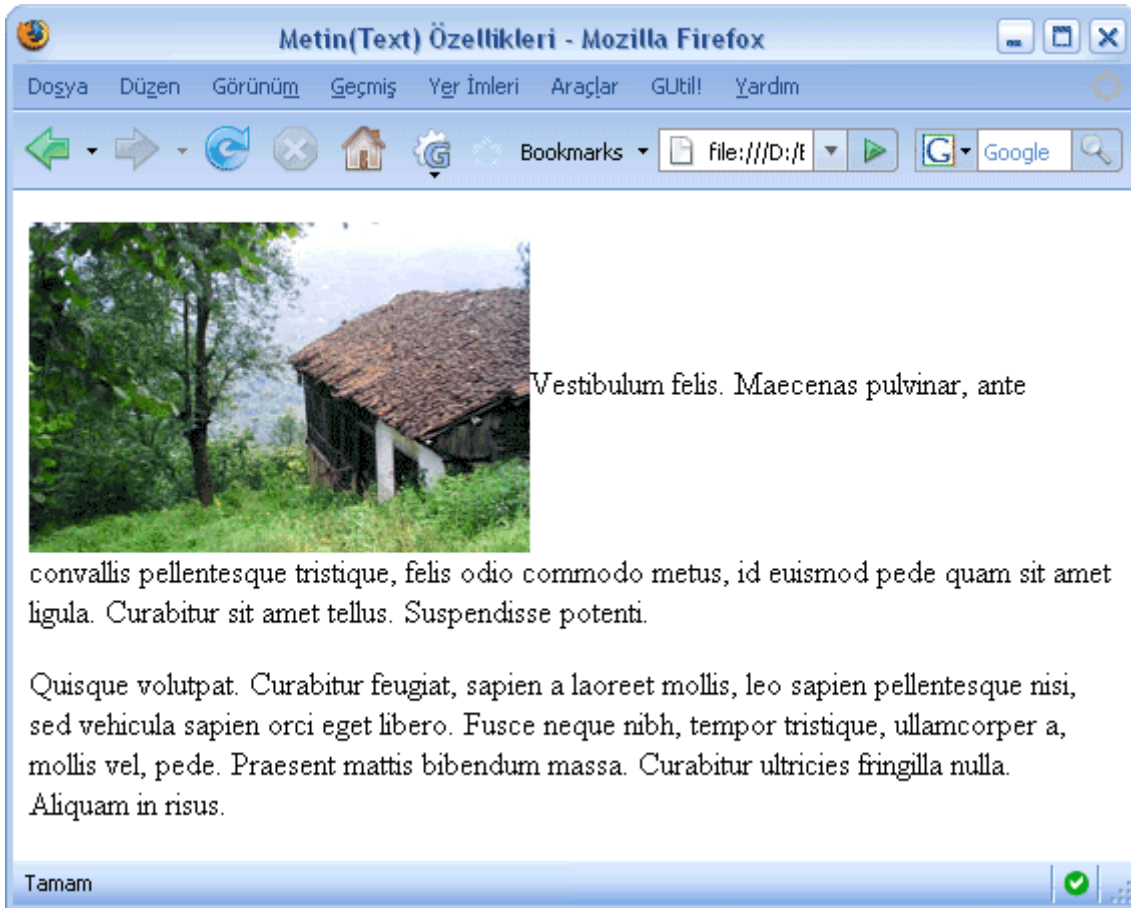 Metin(Text) Özellikleri - Mozilla Firefox
Dosya Düzen Görünüm Geçmiş Yer İmleri Araçlar GUtil! Yardım
G Bookmarks file:///D:/E G Google
Vestibulum felis. Maecenas pulvinar, ante
convallis pellentesque tristique, felis odio commodo metus, id euismod pede quam sit amet
ligula. Curabitur sit amet tellus. Suspendisse potenti.
Quisque volutpat. Curabitur feugiat, sapien a laoreet mollis, leo sapien pellentesque nisi,
sed vehicula sapien orci eget libero. Fusce neque nibh, tempor tristique, ullamcorper a,
mollis vel, pede. Praesent mattis bibendum massa. Curabitur ultricies fringilla nulla.
Aliquam in risus.
Tamam